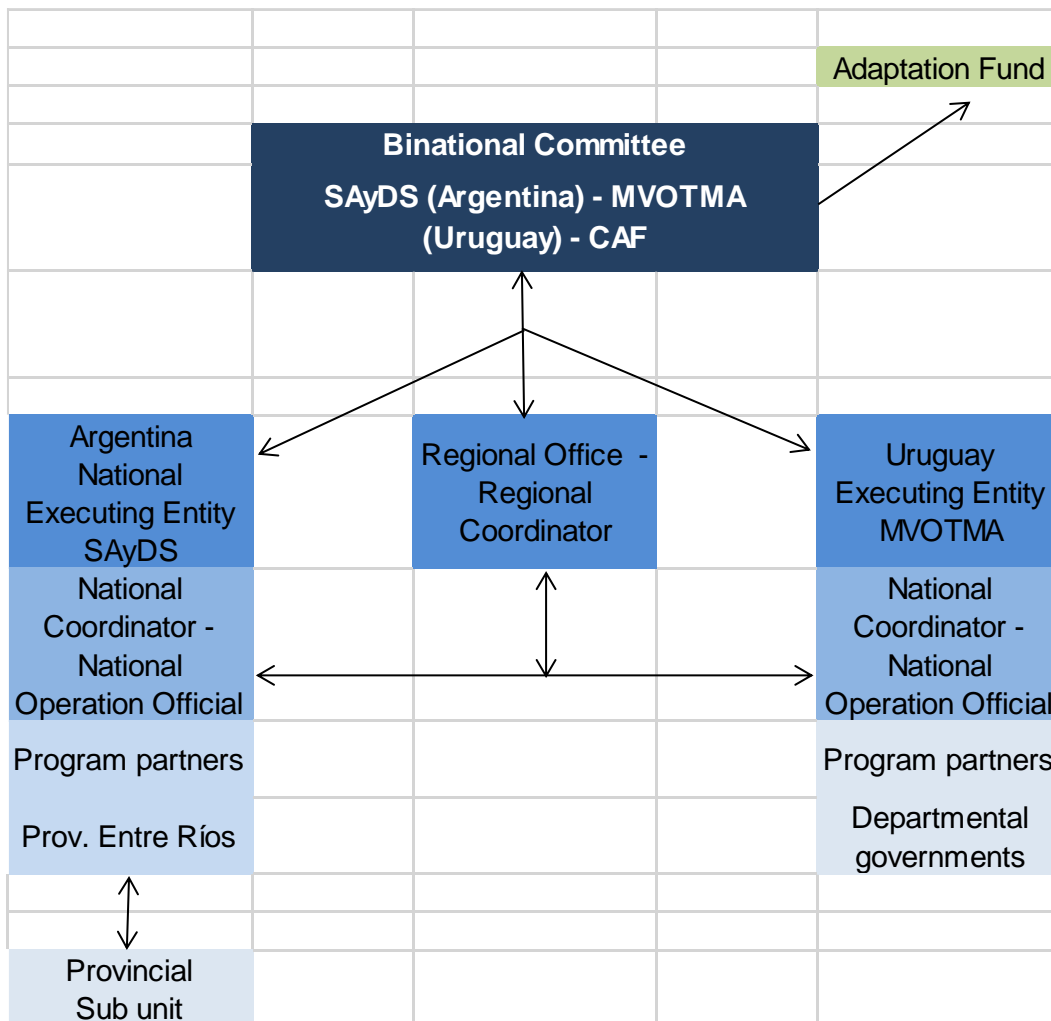 Adaptation Fund
Binational Committee
SAyDS (Argentina) - MVOTMA
(Uruguay) - CAF
Argentina
National
Executing Entity
SAyDS
Regional Office -
Regional
Coordinator
Uruguay
Executing Entity
MVOTMA
National
Coordinator -
National
Operation Official
National
Coordinator -
National
Operation Official
Program partners
Program partners
Prov. Entre Ríos
Departmental
governments
Provincial
Sub unit